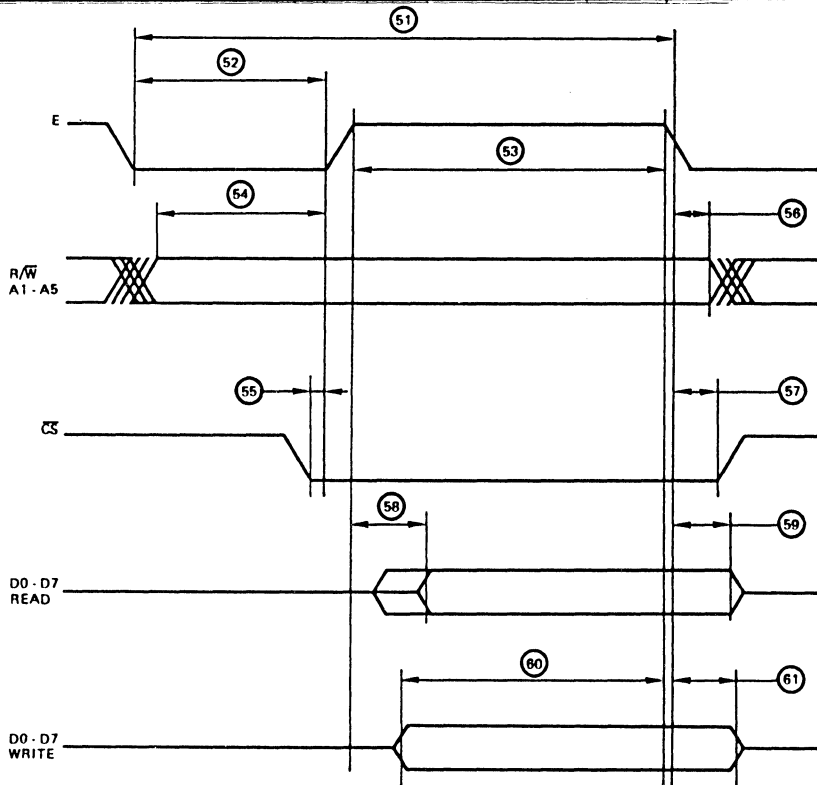 51
52
E
53
54
56
R/W̅
A1 - A5
55
57
C̅S̅
58
59
D0 - D7
READ
60
61
D0 - D7
WRITE